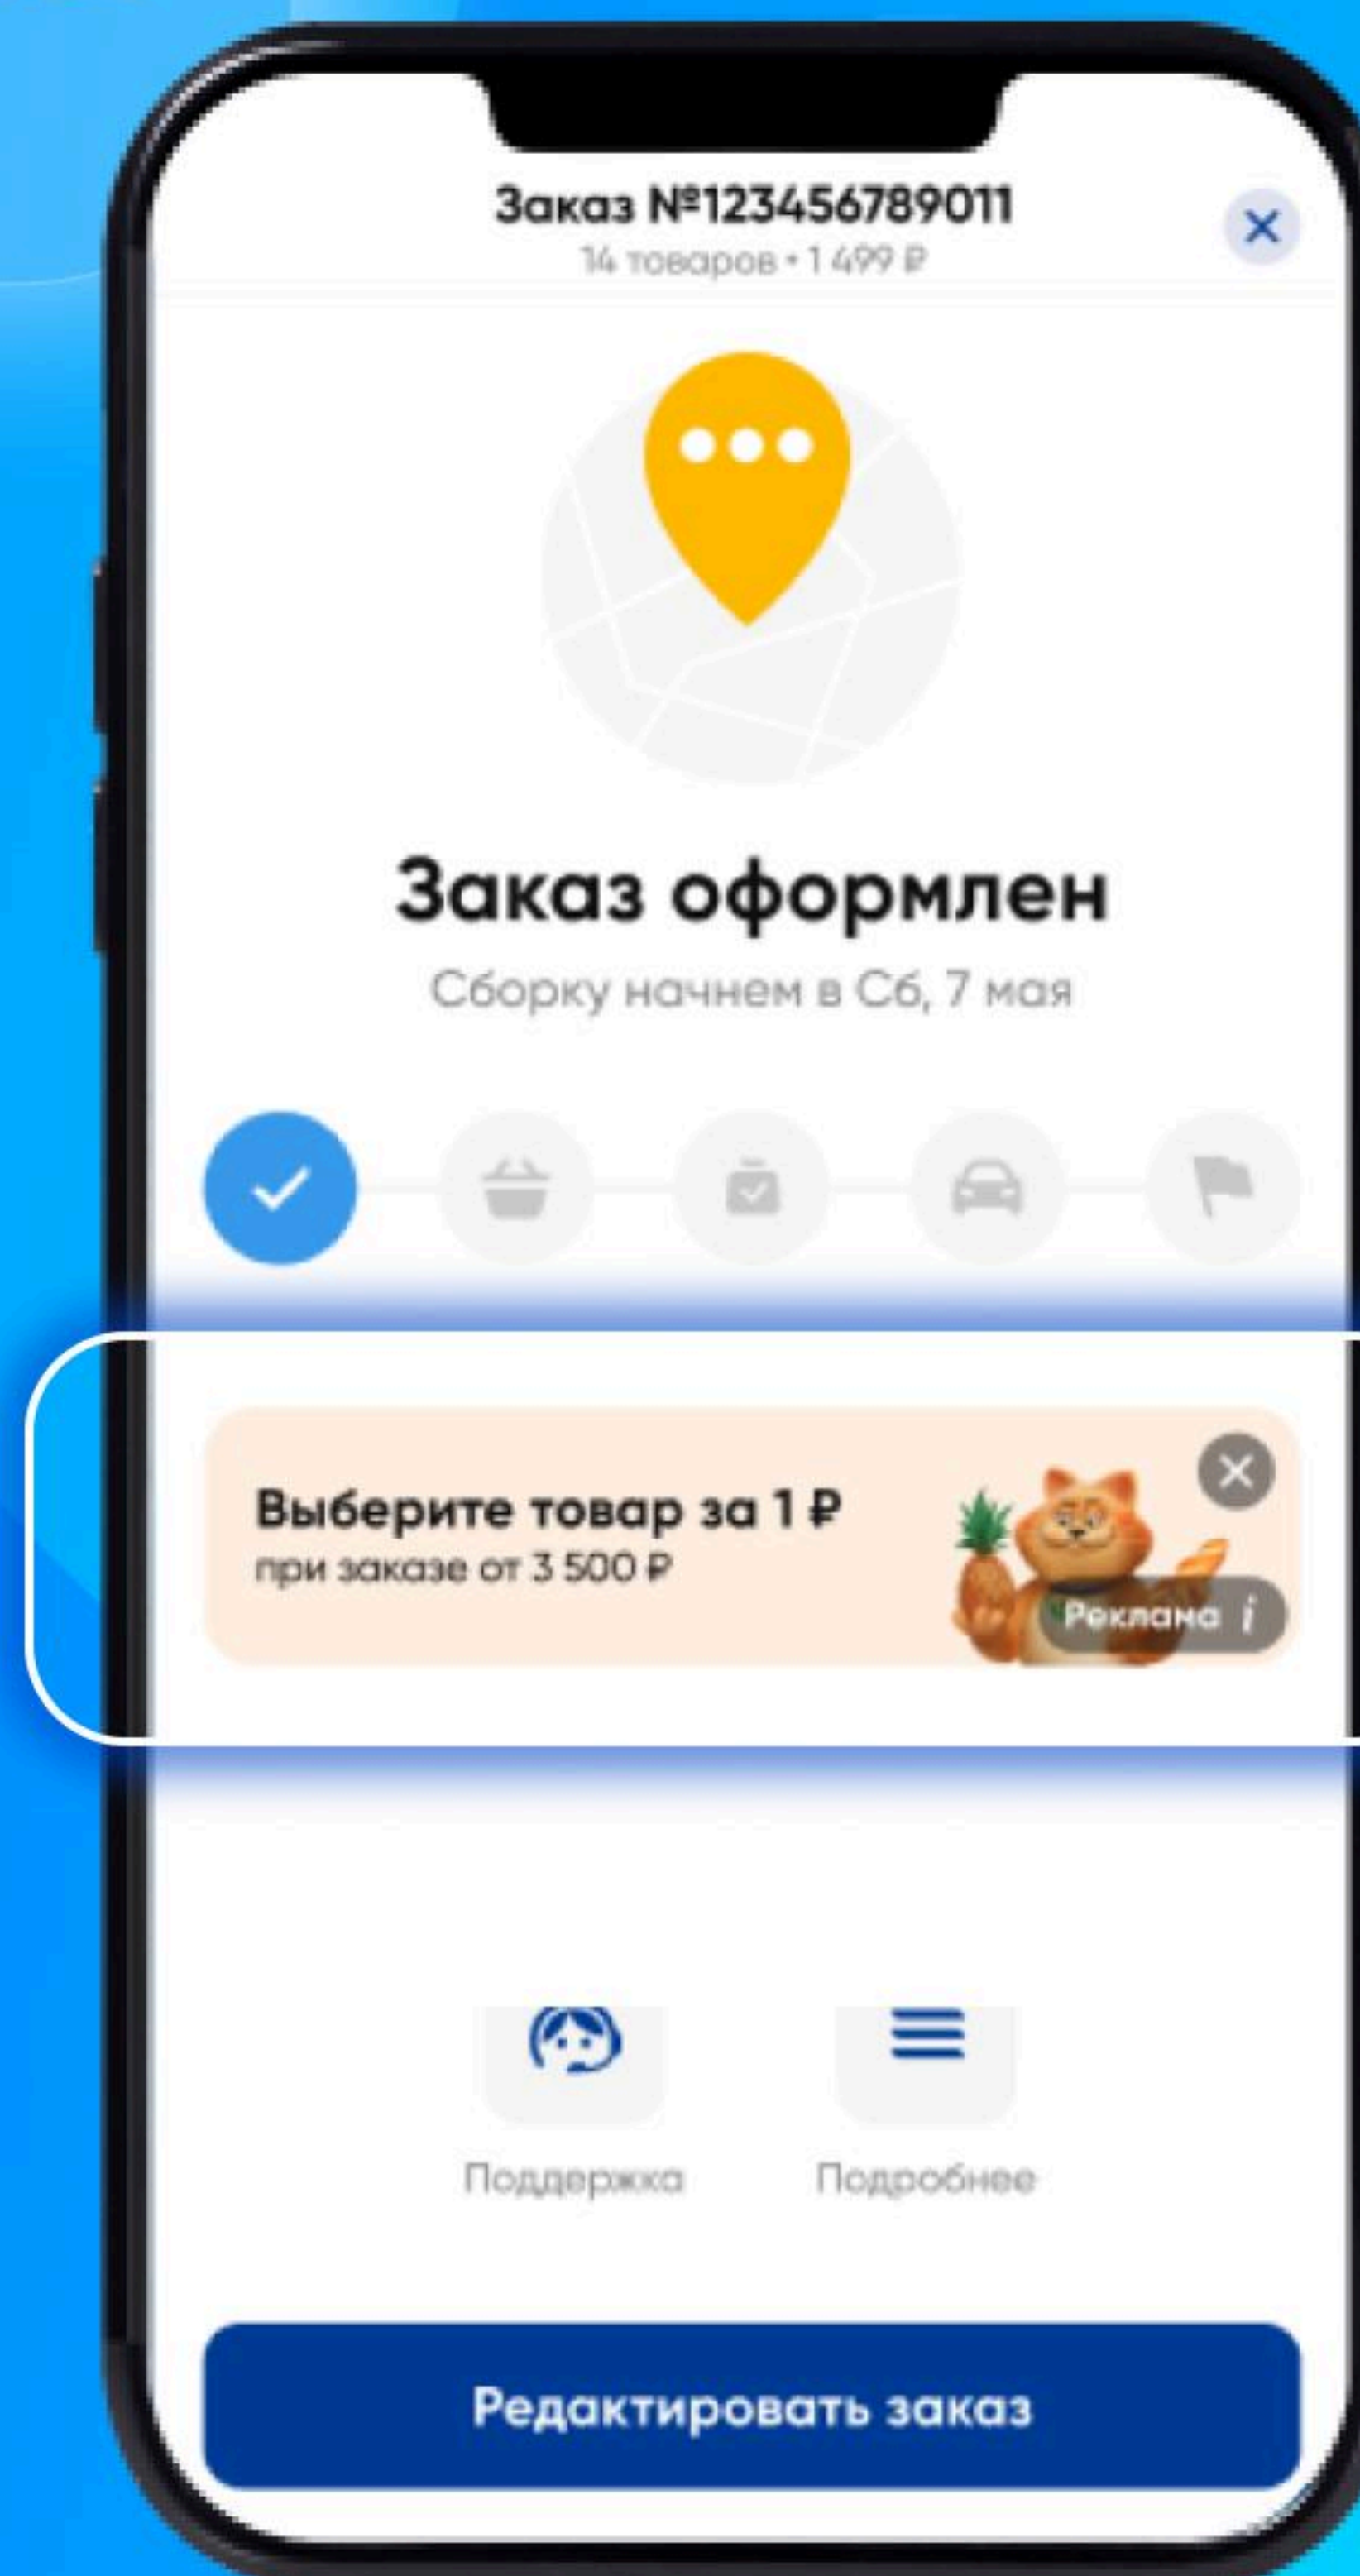 Заказ №123456789011
14 товаров • 1 499 ₽
Заказ оформлен
Сборку начнем в Сб, 7 мая
Выберите товар за 1 ₽
при заказе от 3 500 ₽
Реклама i
Поддержка
Подробнее
Редактировать заказ